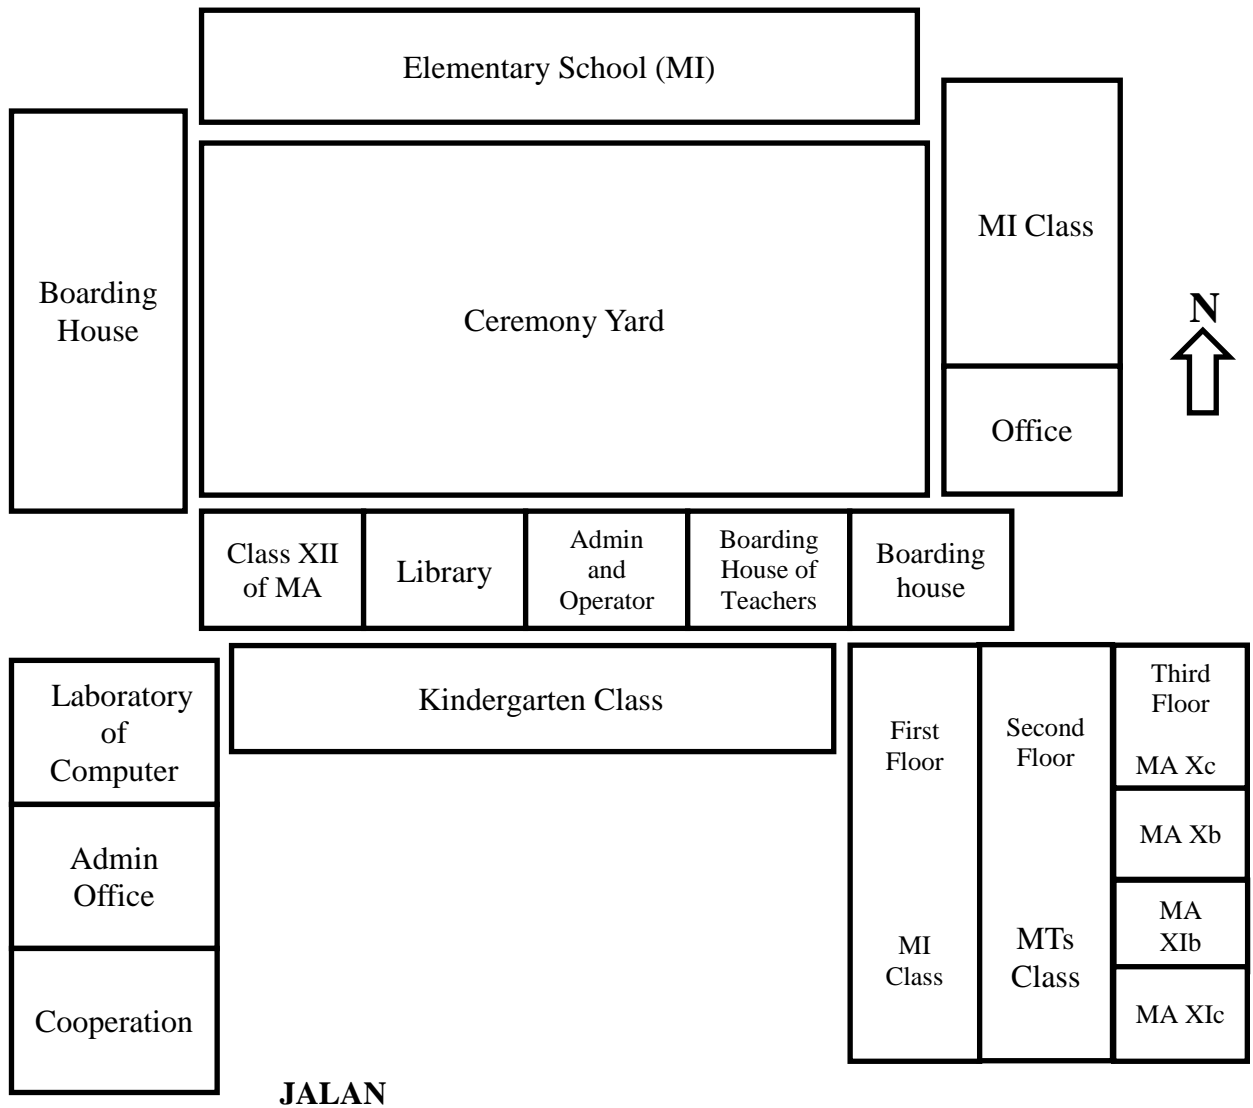 Elementary School (MI)
MI Class
Boarding
House
Ceremony Yard
N
Office
Class XII
of MA
Library
Admin
and
Operator
Boarding
House of
Teachers
Boarding
house
Laboratory
of
Computer
Kindergarten Class
First
Floor
MI
Class
Second
Floor
MTs
Class
Third
Floor
MA Xc
MA Xb
MA
XIb
MA XIc
Admin
Office
Cooperation
JALAN